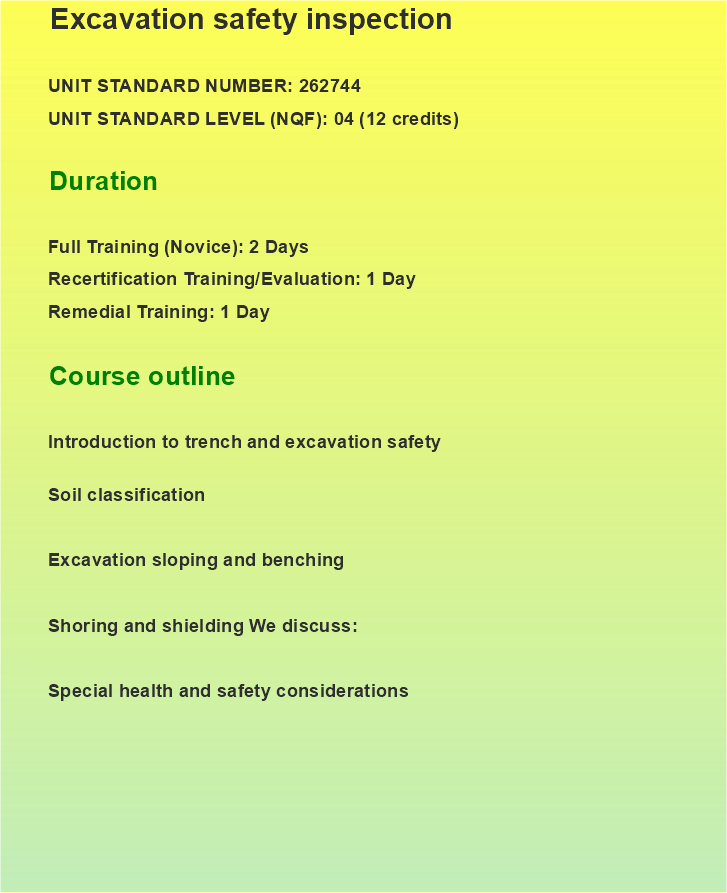 Excavation safety inspection
UNIT STANDARD NUMBER: 262744
UNIT STANDARD LEVEL (NQF): 04 (12 credits)
Duration
Full Training (Novice): 2 Days
Recertification Training/Evaluation: 1 Day
Remedial Training: 1 Day
Course outline
Introduction to trench and excavation safety
Soil classification
Excavation sloping and benching
Shoring and shielding We discuss:
Special health and safety considerations